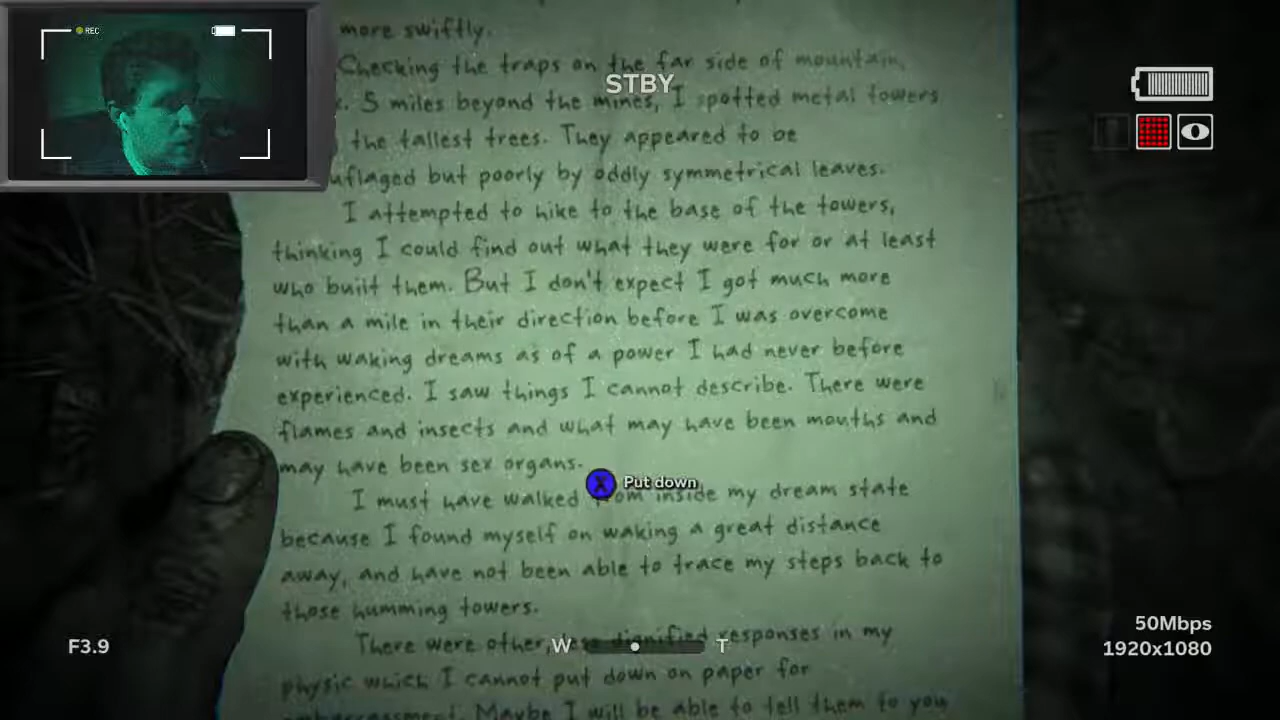 REC
more swiftly.
STBY
Checking the traps on the far side of mountain,
5 miles beyond the mines, I spotted metal towers
the tallest trees. They appeared to be
uflaged but poorly by oddly symmetrical leaves.
I attempted to hike to the base of the towers,
thinking I could find out what they were for or at least
who built them. But I don't expect I got much more
than a mile in their direction before I was overcome
with waking dreams as of a power I had never before
experienced. I saw things I cannot describe. There were
flames and insects and what may have been mouths and
may have been sex organs.
X Put down
I must have walked from inside my dream state
because I found myself on waking a great distance
away, and have not been able to trace my steps back to
those humming towers.
There were other, less dignified responses in my
physic which I cannot put down on paper for
embarrassment. Maybe I will be able to tell them to you
F3.9
W T
50Mbps
1920x1080